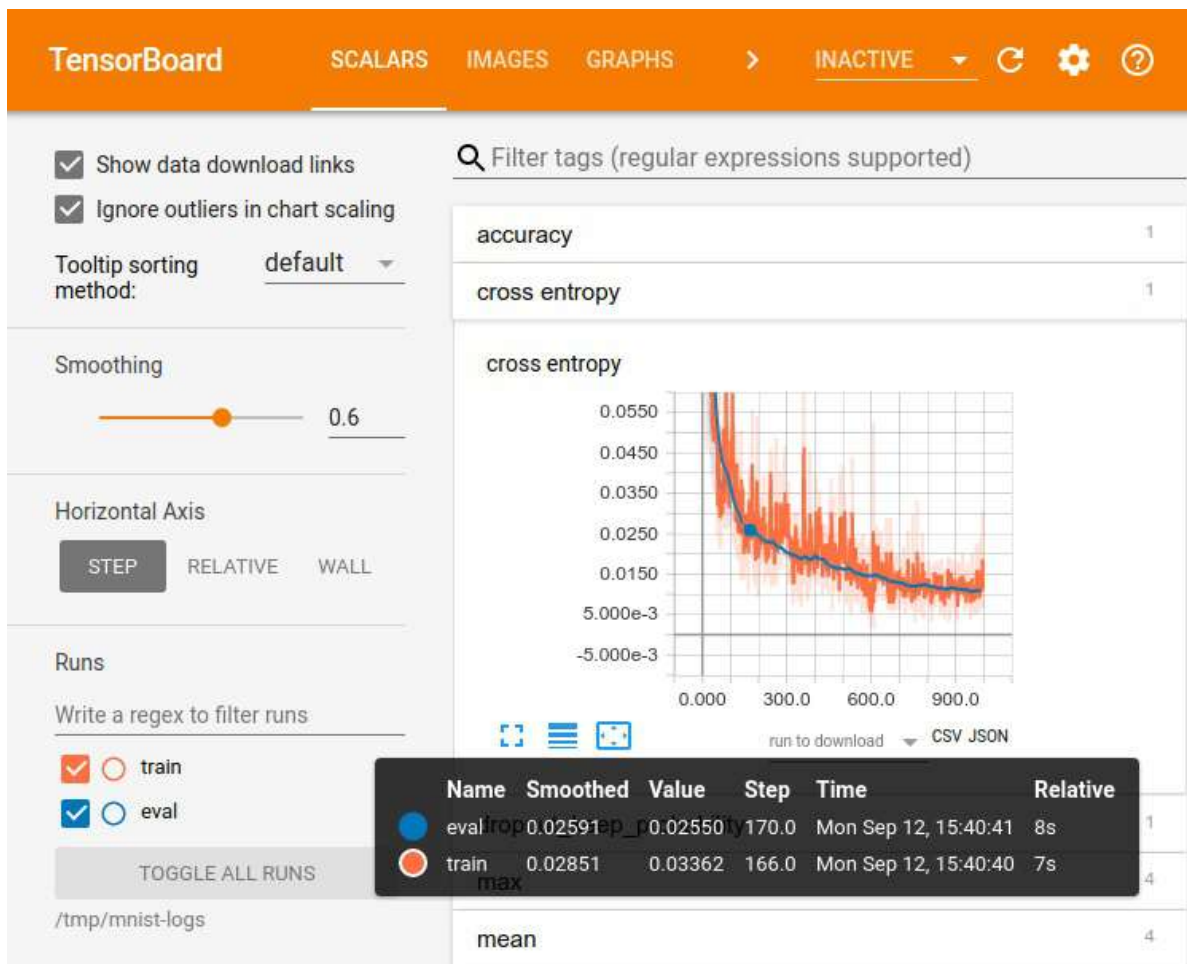 TensorBoard SCALARS IMAGES GRAPHS INACTIVE
Show data download links
Ignore outliers in chart scaling
Tooltip sorting method: default
Smoothing
0.6
Horizontal Axis
STEP RELATIVE WALL
Runs
Write a regex to filter runs
train
eval
TOGGLE ALL RUNS
/tmp/mnist-logs
Filter tags (regular expressions supported)
accuracy 1
cross entropy 1
cross entropy
0.0550
0.0450
0.0350
0.0250
0.0150
5.000e-3
-5.000e-3
0.000 300.0 600.0 900.0
run to download CSV JSON
Name Smoothed Value Step Time Relative
eval 0.02591 0.02550 170.0 Mon Sep 12, 15:40:41 8s
train 0.02851 0.03362 166.0 Mon Sep 12, 15:40:40 7s
1
max 4
mean 4